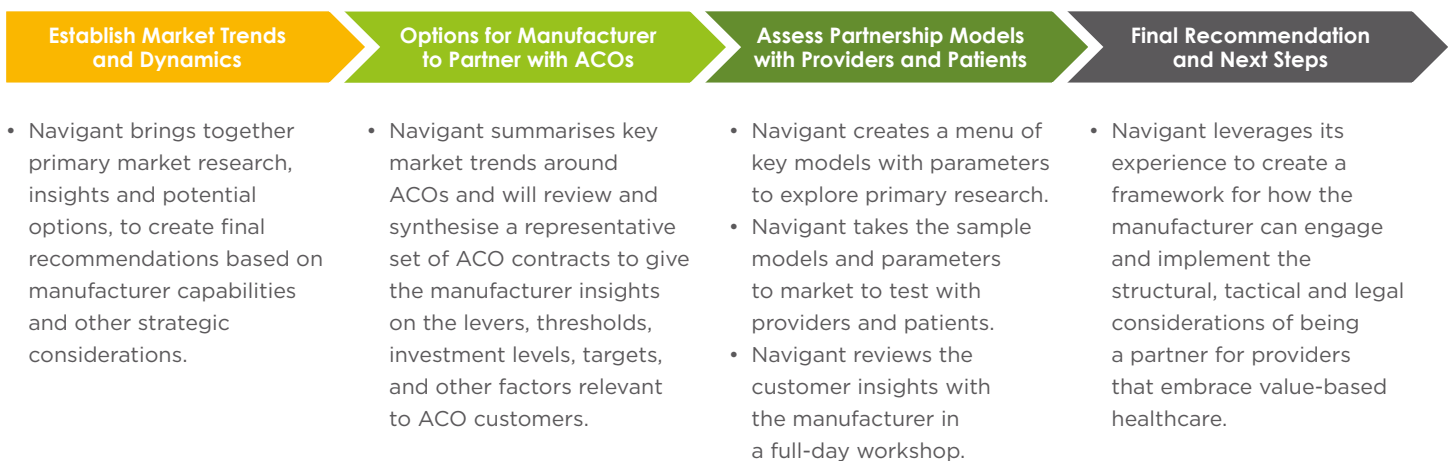 Establish Market Trends
and Dynamics
Options for Manufacturer
to Partner with ACOs
Assess Partnership Models
with Providers and Patients
Final Recommendation
and Next Steps
• Navigant brings together
primary market research,
insights and potential
options, to create final
recommendations based on
manufacturer capabilities
and other strategic
considerations.
• Navigant summarises key
market trends around
ACOs and will review and
synthesise a representative
set of ACO contracts to give
the manufacturer insights
on the levers, thresholds,
investment levels, targets,
and other factors relevant
to ACO customers.
• Navigant creates a menu of
key models with parameters
to explore primary research.
• Navigant takes the sample
models and parameters
to market to test with
providers and patients.
• Navigant reviews the
customer insights with
the manufacturer in
a full-day workshop.
• Navigant leverages its
experience to create a
framework for how the
manufacturer can engage
and implement the
structural, tactical and legal
considerations of being
a partner for providers
that embrace value-based
healthcare.